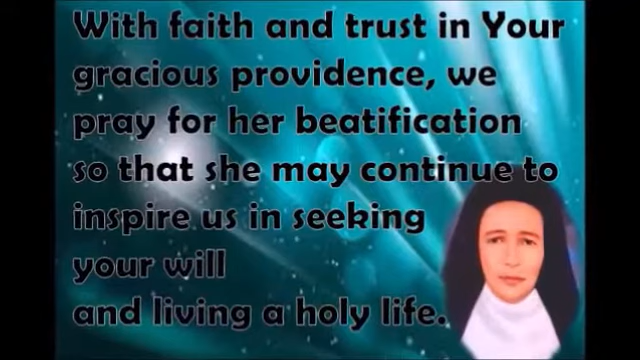 With faith and trust in Your
gracious providence, we
pray for her beatification
so that she may continue to
inspire us in seeking
your will
and living a holy life.